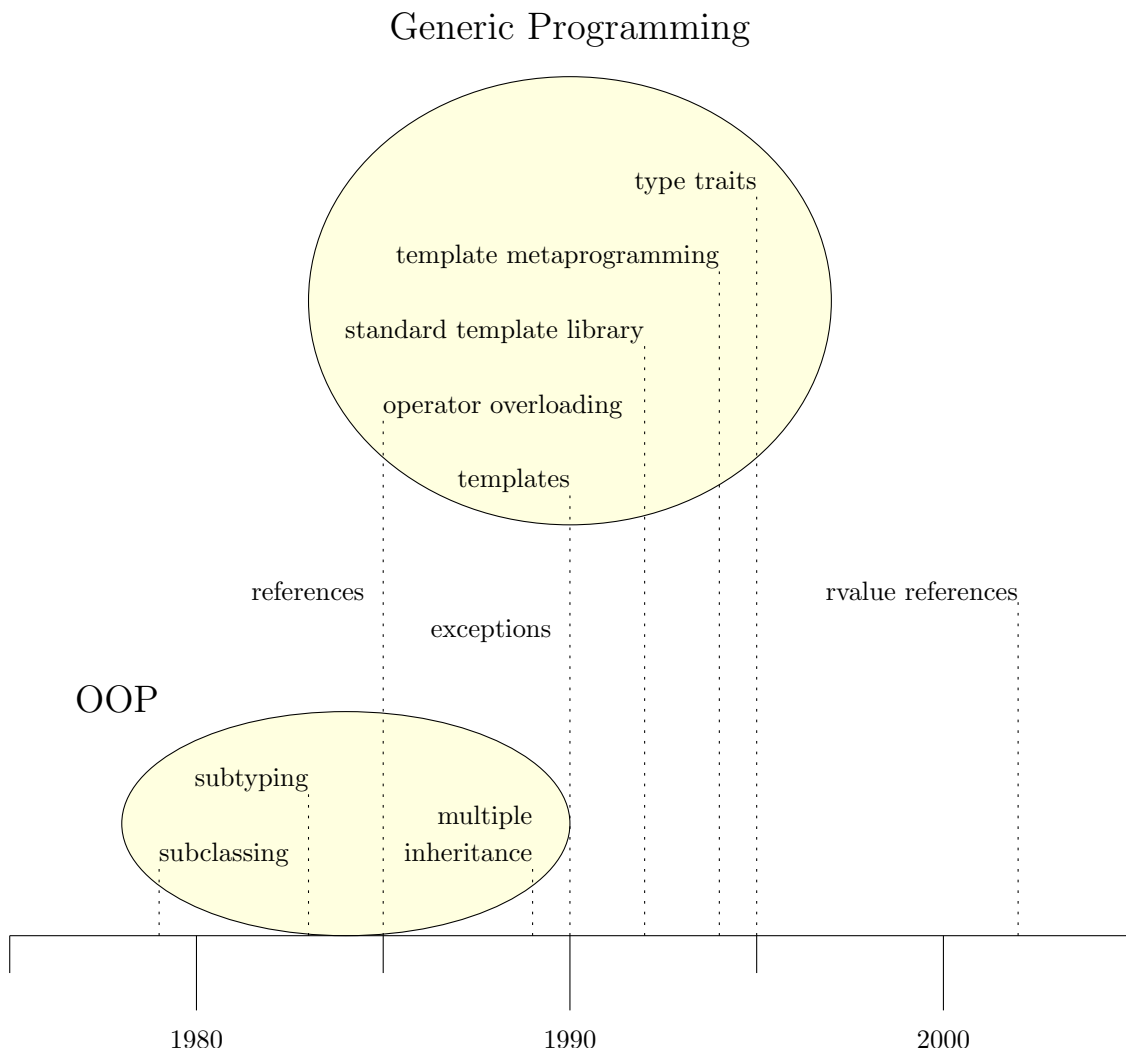 Generic Programming
type traits
template metaprogramming
standard template library
operator overloading
templates
references
rvalue references
exceptions
OOP
subtyping
multiple
subclassing
inheritance
1980
1990
2000